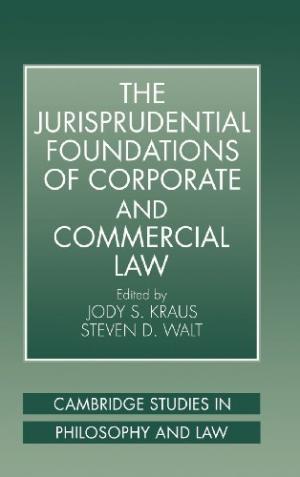 THE
JURISPRUDENTIAL
FOUNDATIONS
OF CORPORATE
AND
COMMERCIAL
LAW
Edited by
JODY S. KRAUS
STEVEN D. WALT
CAMBRIDGE STUDIES IN
PHILOSOPHY AND LAW